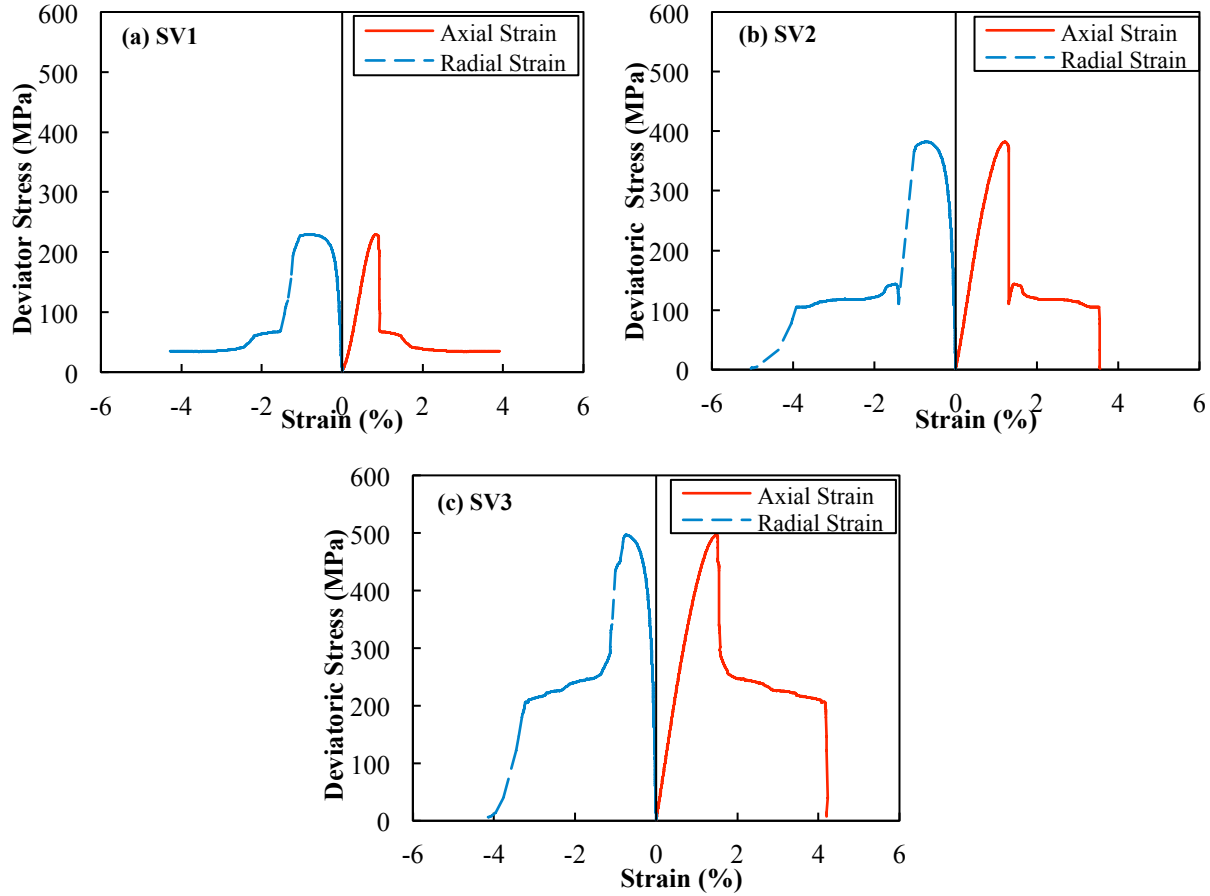 600
500
400
300
200
100
0
Deviator Stress (MPa)
(a) SV1
Axial Strain
Radial Strain
-6 -4 -2 0 2 4 6
Strain (%)
600
500
400
300
200
100
0
Deviatoric Stress (MPa)
(b) SV2
Axial Strain
Radial Strain
-6 -4 -2 0 2 4 6
Strain (%)
600
500
400
300
200
100
0
Deviatoric Stress (MPa)
(c) SV3
Axial Strain
Radial Strain
-6 -4 -2 0 2 4 6
Strain (%)